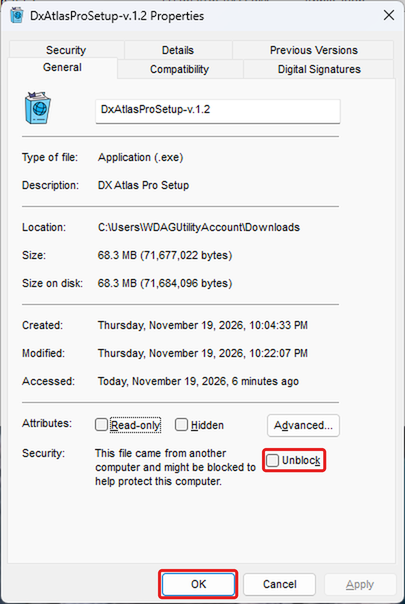 DxAtlasProSetup-v.1.2 Properties
Security Details Previous Versions
General Compatibility Digital Signatures
DxAtlasProSetup-v.1.2
Type of file: Application (.exe)
Description: DX Atlas Pro Setup
Location: C:\Users\WDAGUtilityAccount\Downloads
Size: 68.3 MB (71,677,022 bytes)
Size on disk: 68.3 MB (71,684,096 bytes)
Created: Thursday, November 19, 2026, 10:04:33 PM
Modified: Thursday, November 19, 2026, 10:22:07 PM
Accessed: Today, November 19, 2026, 6 minutes ago
Attributes: Read-only Hidden Advanced...
Security: This file came from another Unblock
computer and might be blocked to
help protect this computer.
OK Cancel Apply